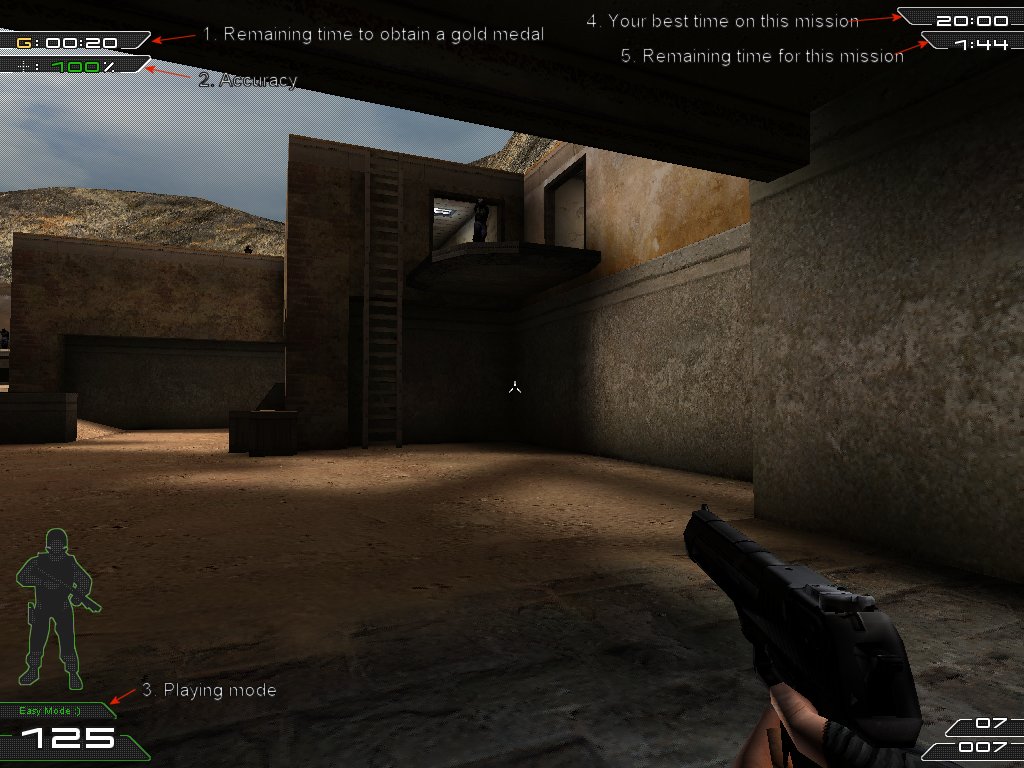 4. Your best time on this mission
20:00
1. Remaining time to obtain a gold medal
G: 00:20
1:44
5. Remaining time for this mission
: 100%
2. Accuracy
3. Playing mode
Easy Mode :)
125
07
007